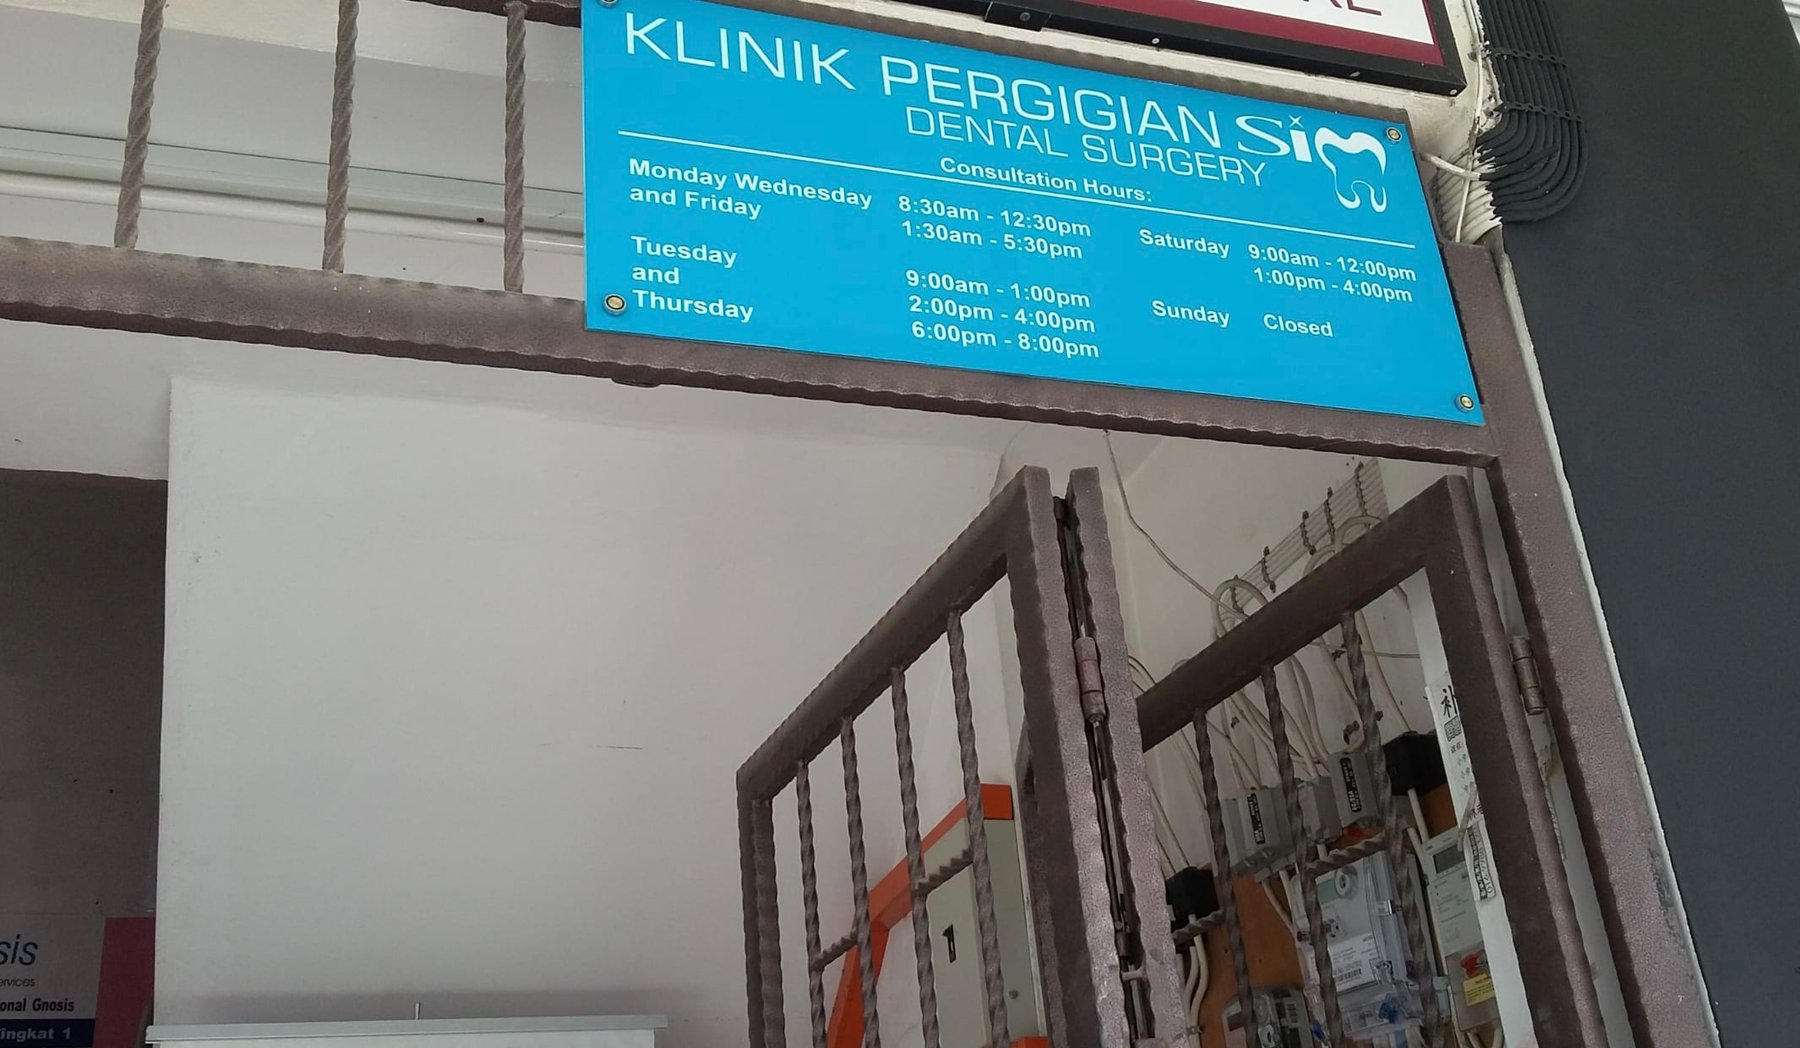 KLINIK PERGIGIAN SiM
DENTAL SURGERY
Consultation Hours:
Monday Wednesday
and Friday
8:30am - 12:30pm
1:30am - 5:30pm
Tuesday
and
Thursday
9:00am - 1:00pm
2:00pm - 4:00pm
6:00pm - 8:00pm
Saturday 9:00am - 12:00pm
1:00pm - 4:00pm
Sunday Closed
sis
ervices
onal Gnosis
ingkat 1
补